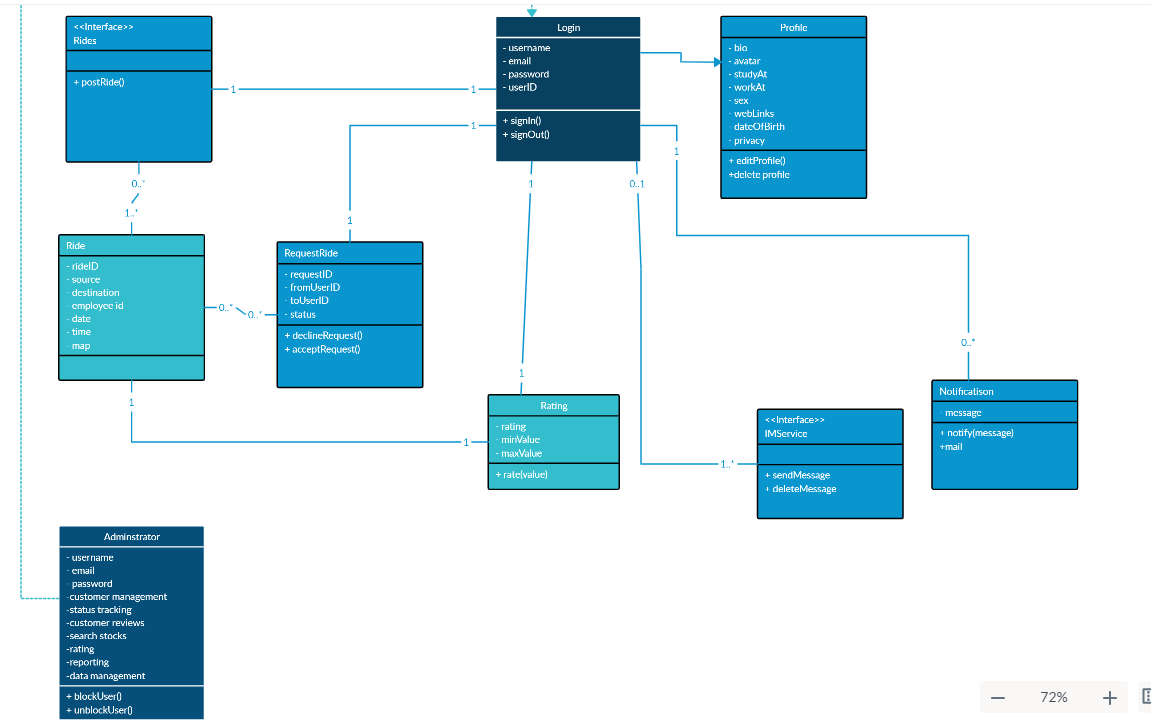 <<Interface>>
Rides
+ postRide()
Login
- username
- email
- password
- userID
+ signIn()
+ signOut()
Profile
- bio
- avatar
- studyAt
- workAt
- sex
- webLinks
- dateOfBirth
- privacy
+ editProfile()
+delete profile
1
1
1
1
1
0..1
1
0..*
1..*
Ride
- rideID
- source
- destination
- employee id
- date
- time
- map
0..*
0..*
RequestRide
- requestID
- fromUserID
- toUserID
- status
+ declineRequest()
+ acceptRequest()
1
0..*
1
1
Rating
- rating
- minValue
- maxValue
+ rate(value)
1..*
<<Interface>>
IMService
+ sendMessage
+ deleteMessage
Notificatison
- message
+ notify(message)
+mail
Adminstrator
- username
- email
- password
-customer management
-status tracking
-customer reviews
-search stocks
-rating
-reporting
-data management
+ blockUser()
+ unblockUser()
72%